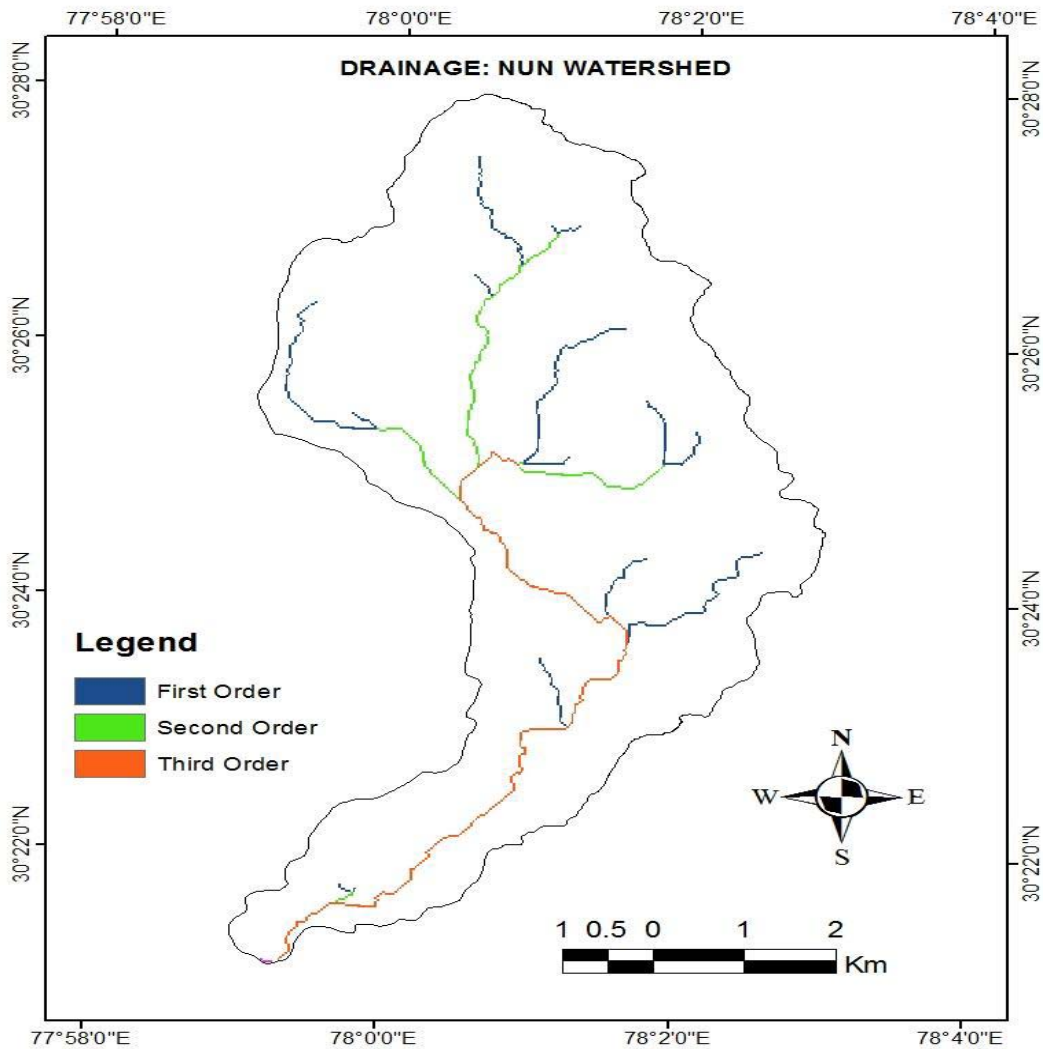 77°58'0"E 78°0'0"E 78°2'0"E 78°4'0"E
DRAINAGE: NUN WATERSHED
30°28'0"N 30°28'0"N
30°26'0"N 30°26'0"N
30°24'0"N 30°24'0"N
Legend
First Order
Second Order
Third Order
N
W E
S
30°22'0"N 30°22'0"N
1 0.5 0 1 2
Km
77°58'0"E 78°0'0"E 78°2'0"E 78°4'0"E